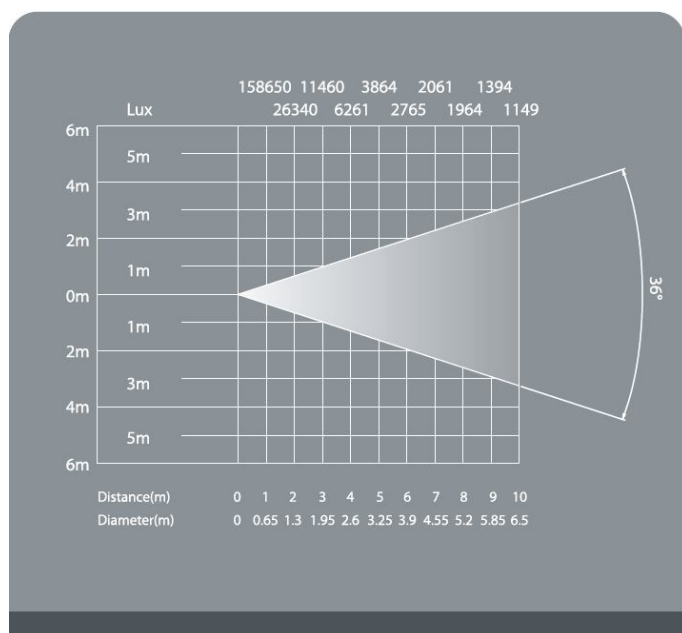 158650 11460 3864 2061 1394
Lux 26340 6261 2765 1964 1149
6m
5m
4m
3m
2m
1m
0m
1m
2m
3m
4m
5m
6m
36°
Distance(m) 0 1 2 3 4 5 6 7 8 9 10
Diameter(m) 0 0.65 1.3 1.95 2.6 3.25 3.9 4.55 5.2 5.85 6.5